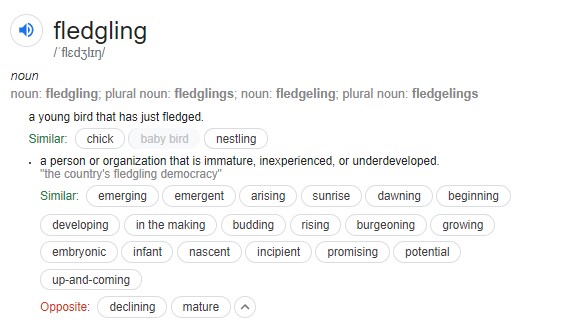 fledgling
/ˈflɛdʒlɪŋ/
noun
noun: fledgling; plural noun: fledglings; noun: fledgeling; plural noun: fledgelings
a young bird that has just fledged.
Similar: chick baby bird nestling
• a person or organization that is immature, inexperienced, or underdeveloped.
"the country's fledgling democracy"
Similar: emerging emergent arising sunrise dawning beginning
developing in the making budding rising burgeoning growing
embryonic infant nascent incipient promising potential
up-and-coming
Opposite: declining mature